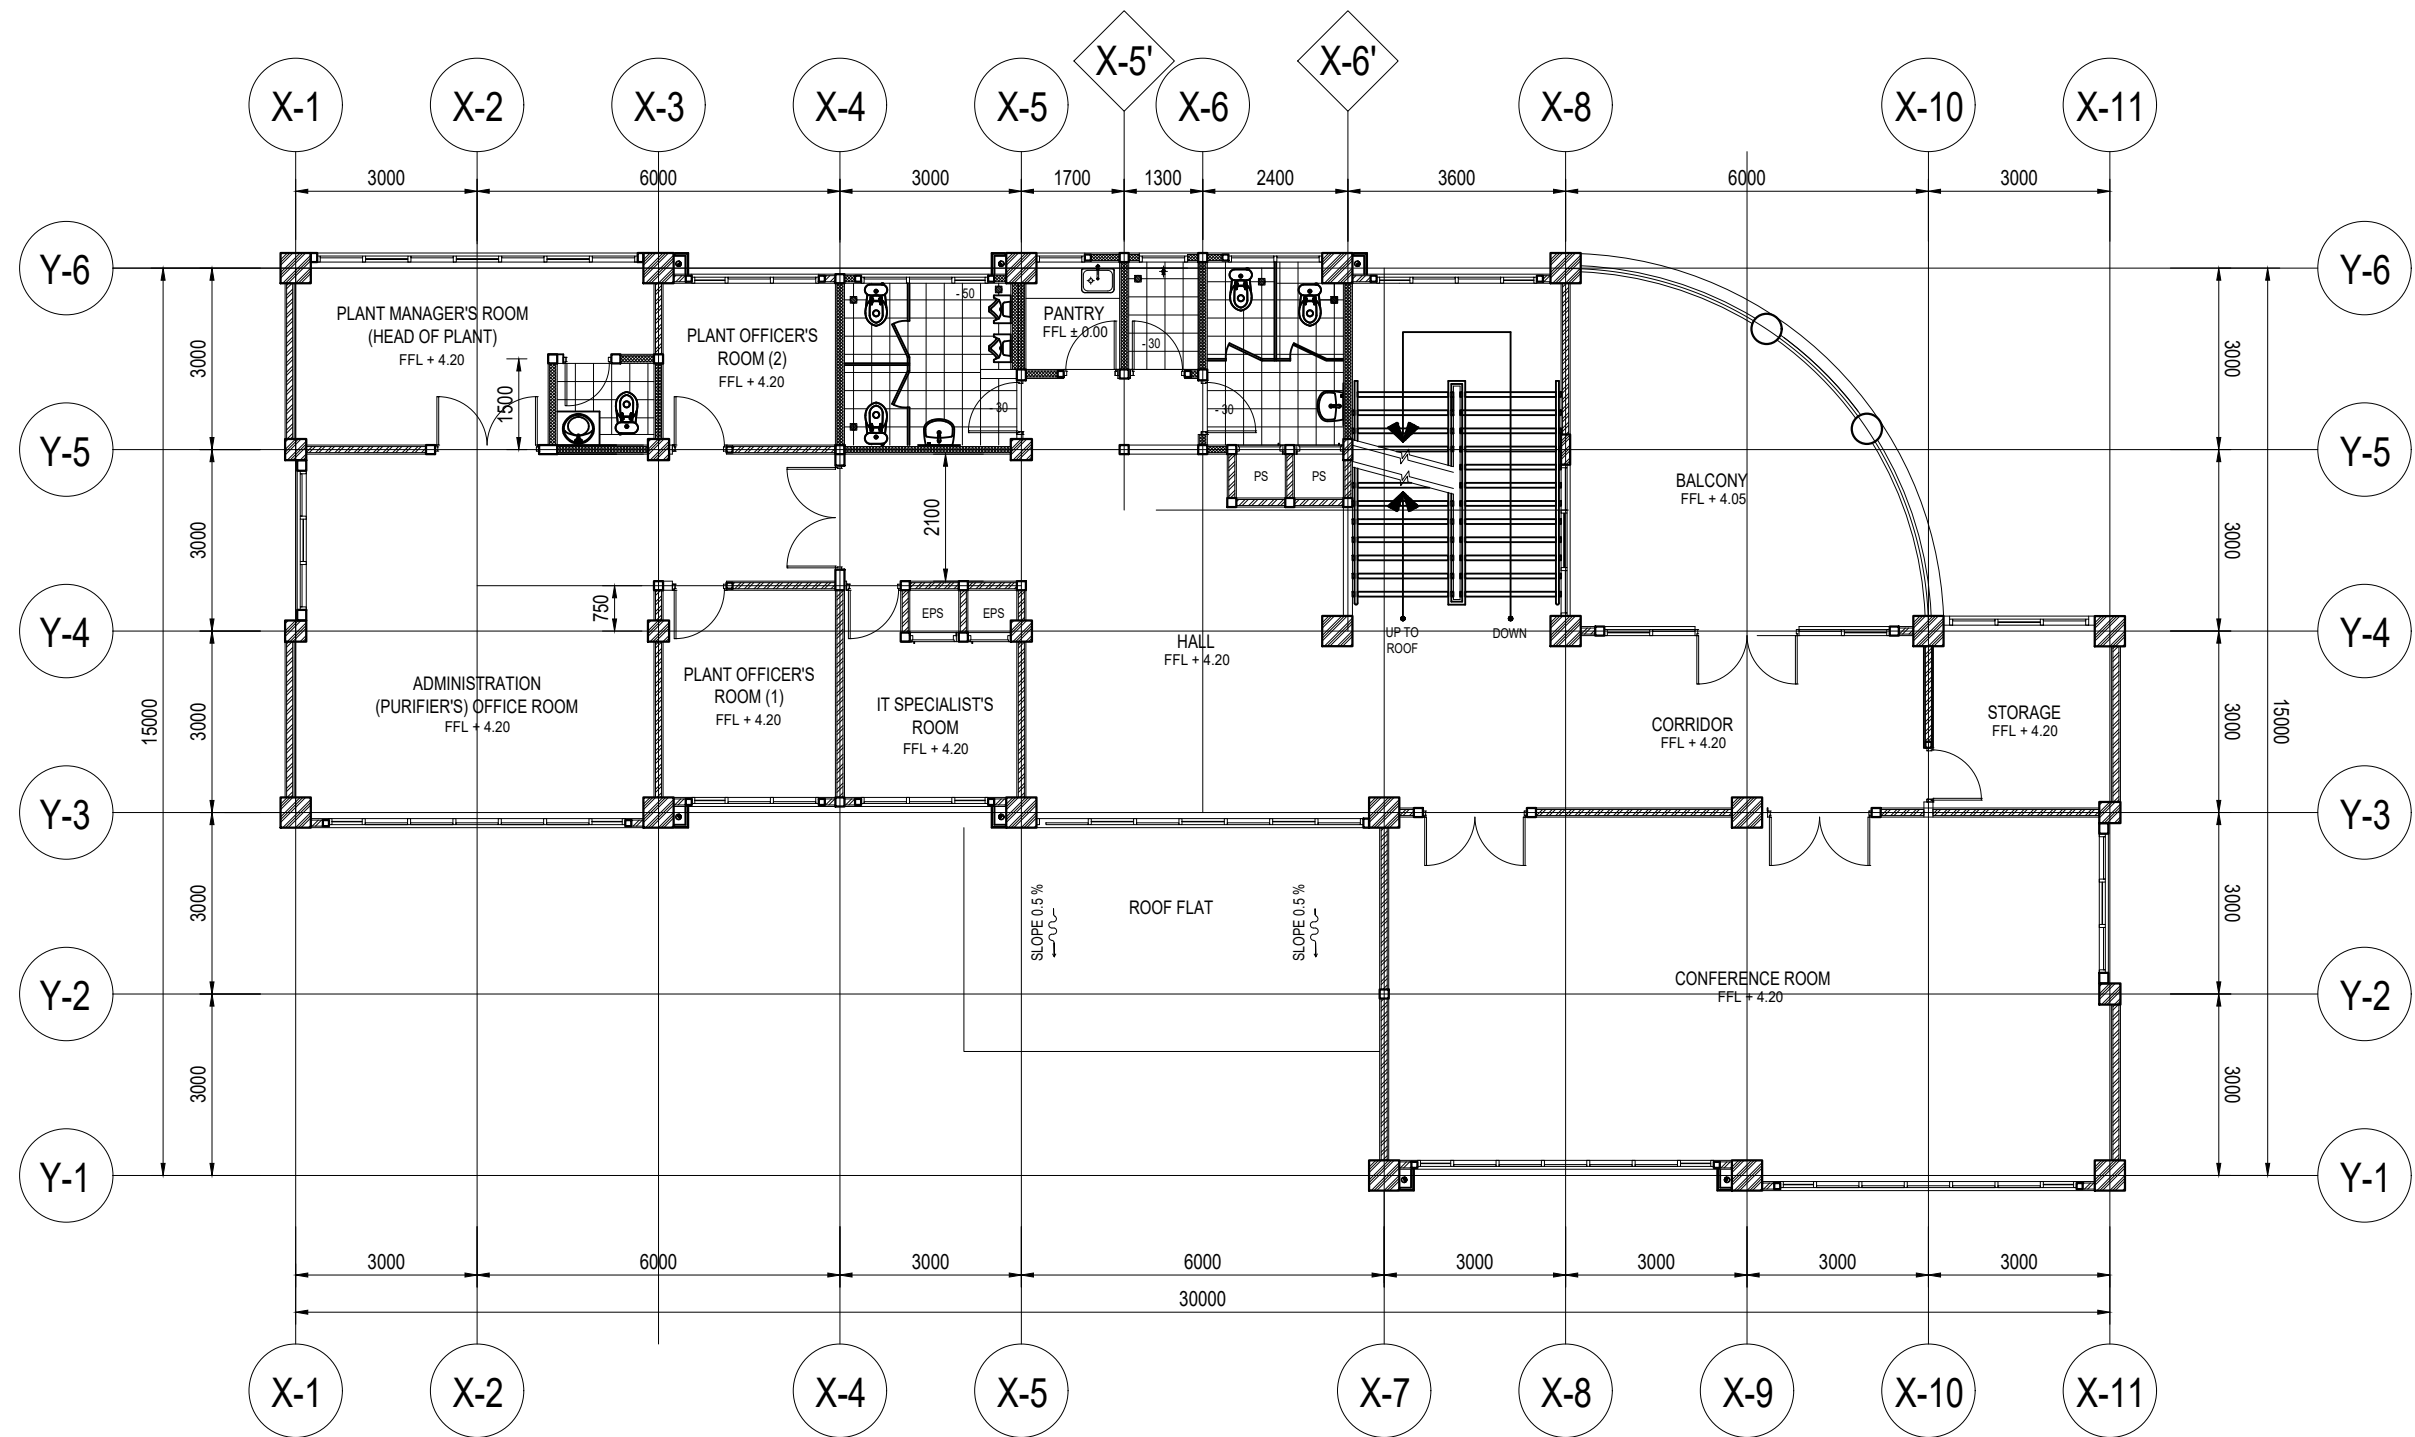 X-5'
X-6'
X-1
X-2
X-3
X-4
X-5
X-6
X-8
X-10
X-11
3000
6000
3000
1700
1300
2400
3600
6000
3000
Y-6
Y-6
PLANT MANAGER'S ROOM
(HEAD OF PLANT)
FFL + 4.20
PLANT OFFICER'S
ROOM (2)
FFL + 4.20
- 50
PANTRY
FFL ± 0.00
- 30
- 30
- 30
3000
1500
3000
Y-5
Y-5
PS
PS
BALCONY
FFL + 4.05
3000
2100
3000
EPS
EPS
750
Y-4
Y-4
UP TO
ROOF
DOWN
HALL
FFL + 4.20
ADMINISTRATION
(PURIFIER'S) OFFICE ROOM
FFL + 4.20
PLANT OFFICER'S
ROOM (1)
FFL + 4.20
IT SPECIALIST'S
ROOM
FFL + 4.20
CORRIDOR
FFL + 4.20
STORAGE
FFL + 4.20
15000
3000
3000
15000
Y-3
Y-3
3000
SLOPE 0.5 %
ROOF FLAT
SLOPE 0.5 %
3000
CONFERENCE ROOM
FFL + 4.20
Y-2
Y-2
3000
3000
Y-1
Y-1
3000
6000
3000
6000
3000
3000
3000
3000
30000
X-1
X-2
X-4
X-5
X-7
X-8
X-9
X-10
X-11